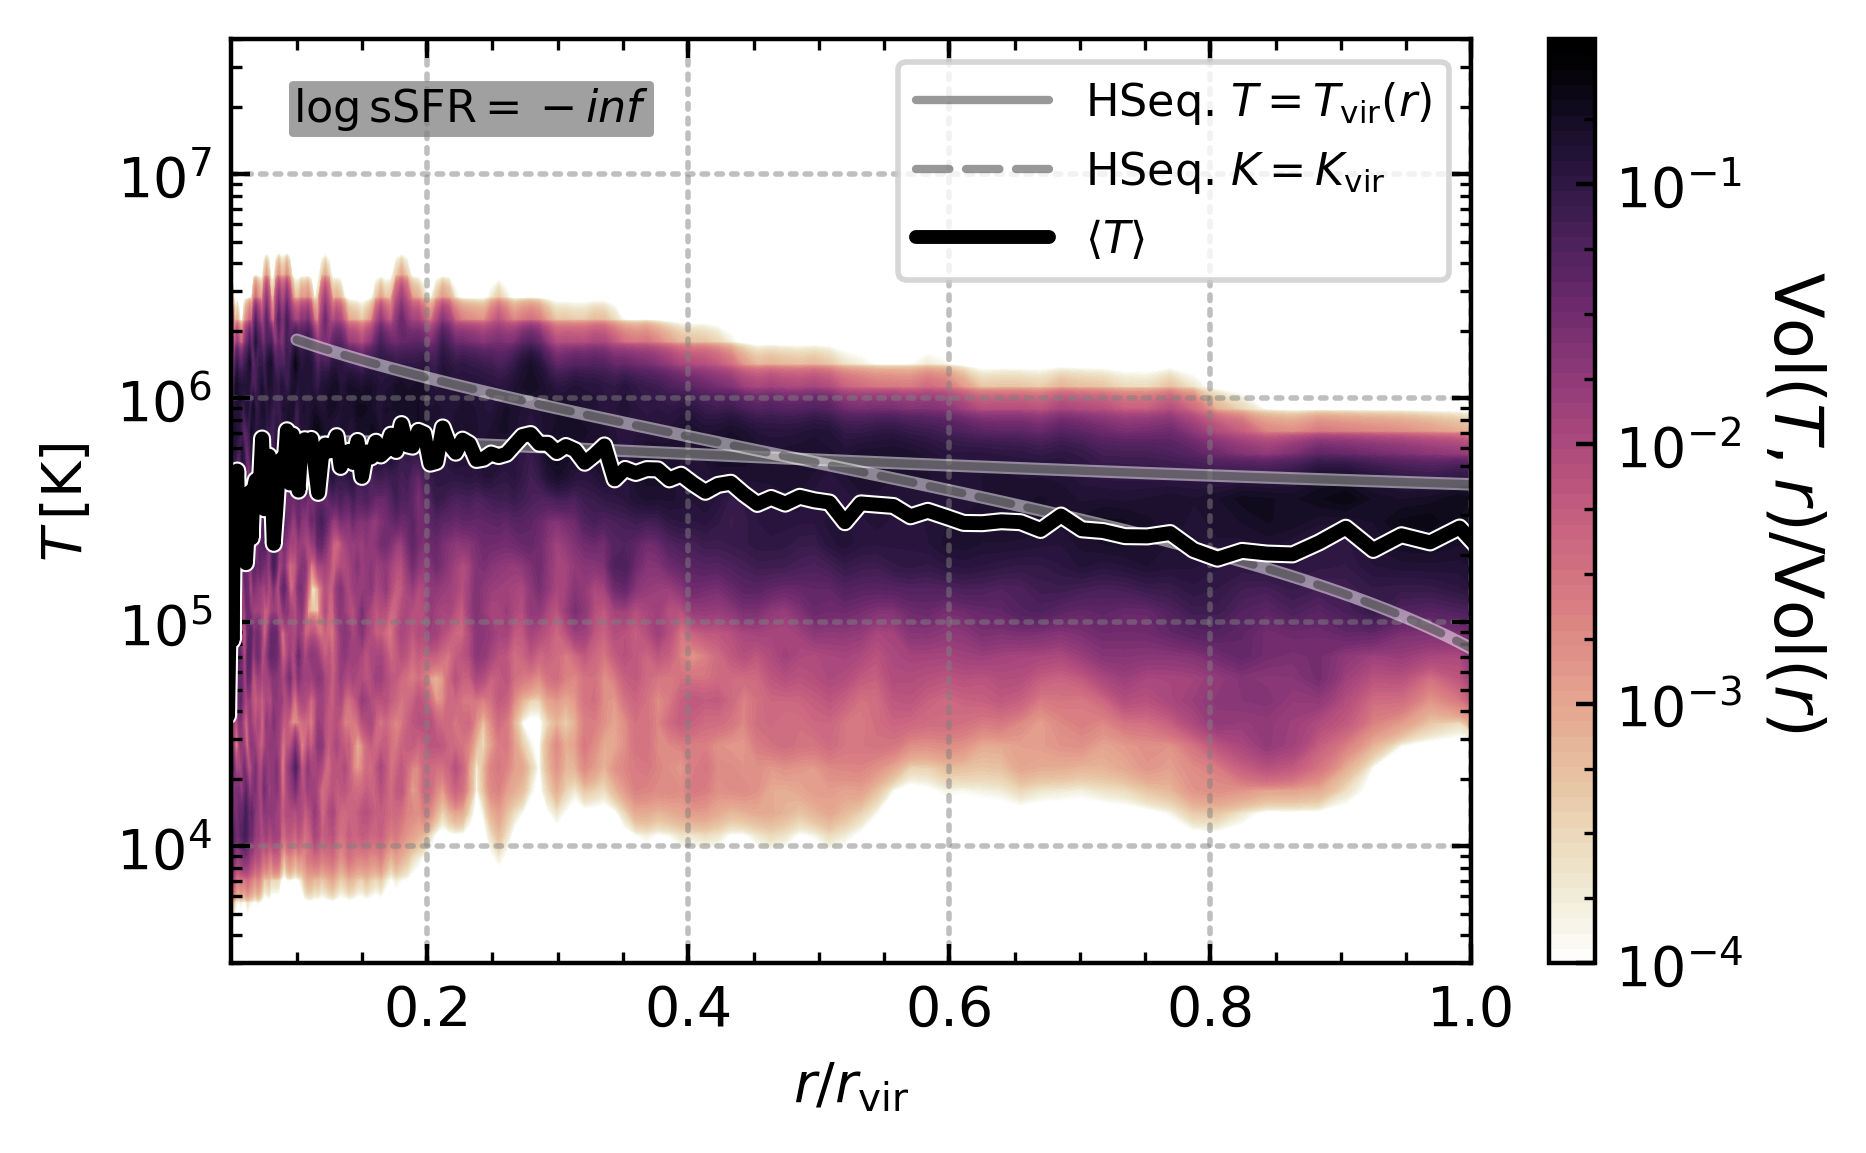 log sSFR = −inf
HSeq. T = T_vir(r)
HSeq. K = K_vir
⟨T⟩
T [K]
10^7
10^6
10^5
10^4
0.2 0.4 0.6 0.8 1.0
r/r_vir
10^−1
10^−2
10^−3
10^−4
Vol(T, r)/Vol(r)